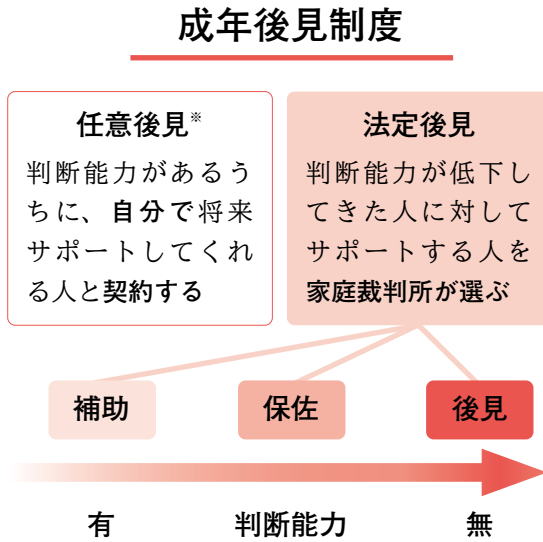 成年後見制度
任意後見※
判断能力があるう
ちに、自分で将来
サポートしてくれ
る人と契約する
法定後見
判断能力が低下し
てきた人に対して
サポートする人を
家庭裁判所が選ぶ
補助
保佐
後見
有
判断能力
無